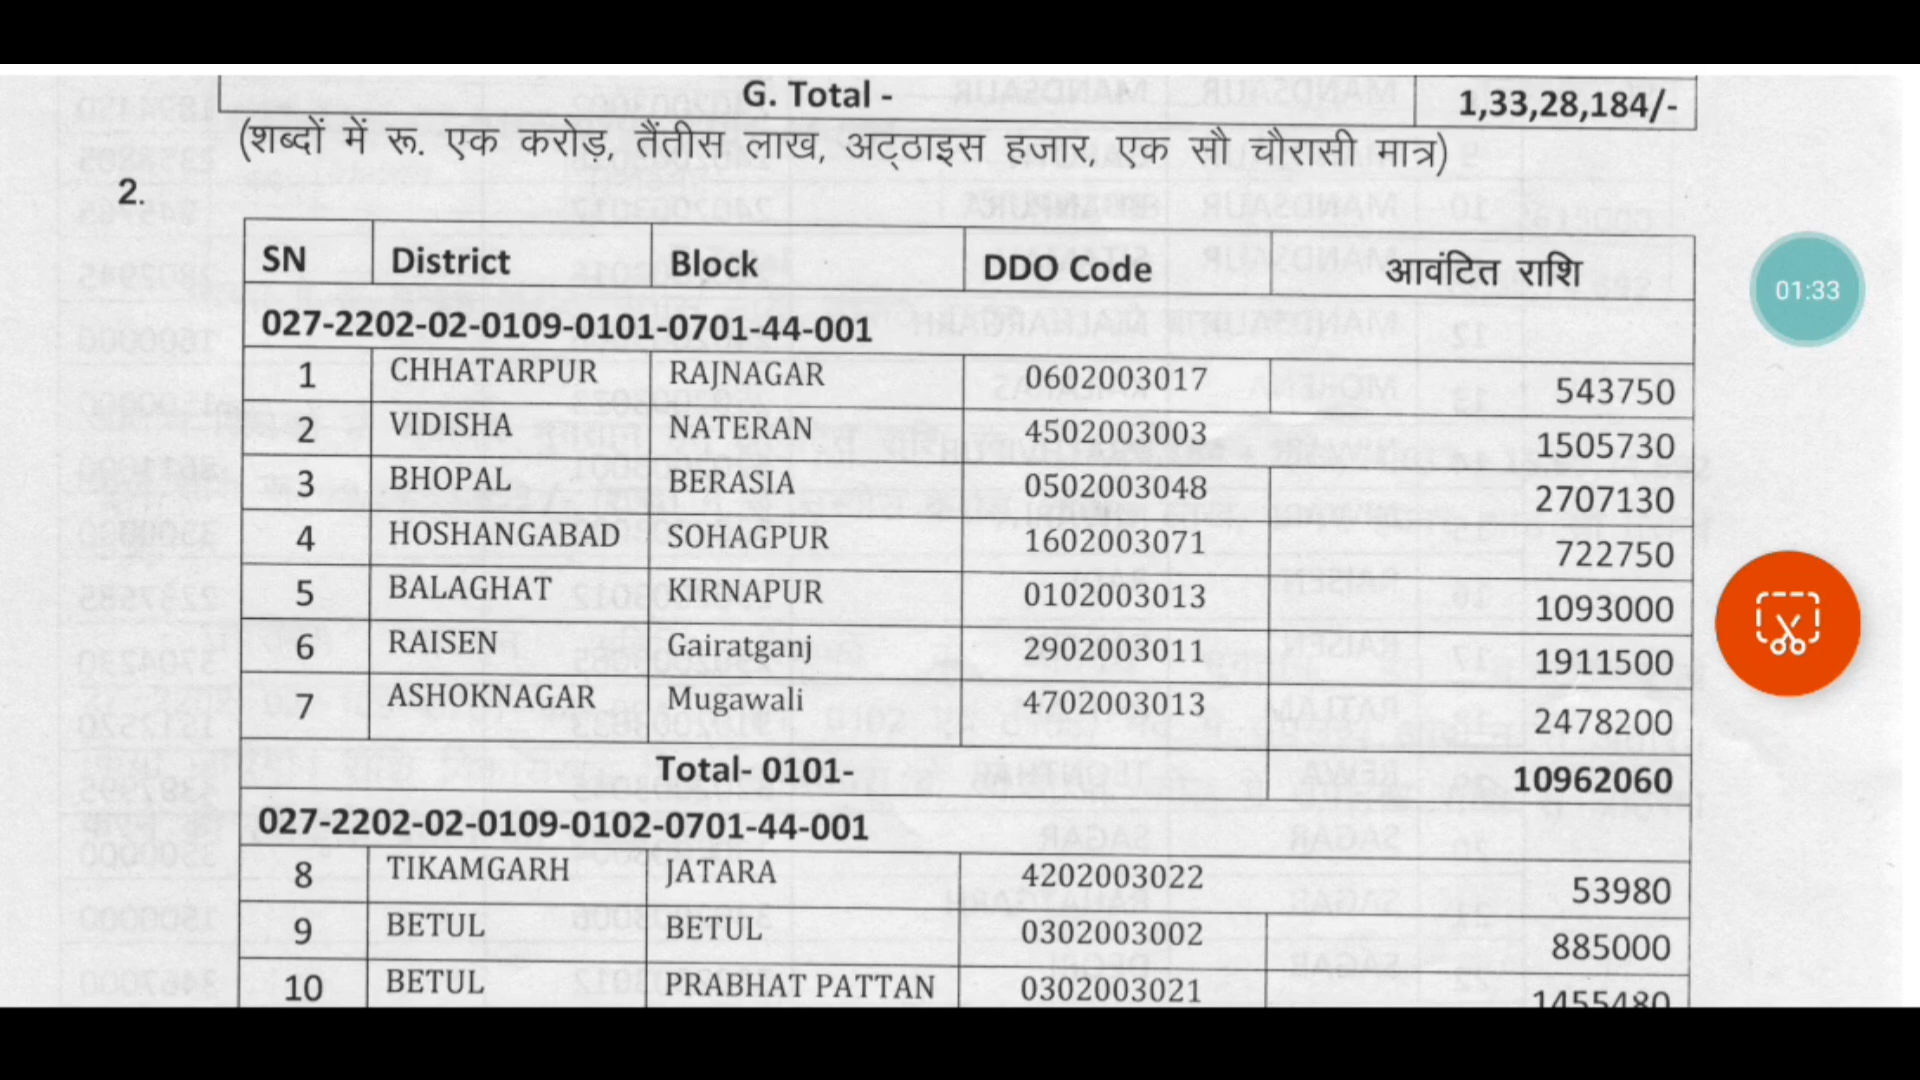 G. Total - 1,33,28,184/-
(शब्दों में रू. एक करोड़, तैंतीस लाख, अट्ठाइस हजार, एक सौ चौरासी मात्र)
2.
SN District Block DDO Code आवंटित राशि
027-2202-02-0109-0101-0701-44-001
1 CHHATARPUR RAJNAGAR 0602003017 543750
2 VIDISHA NATERAN 4502003003 1505730
3 BHOPAL BERASIA 0502003048 2707130
4 HOSHANGABAD SOHAGPUR 1602003071 722750
5 BALAGHAT KIRNAPUR 0102003013 1093000
6 RAISEN Gairatganj 2902003011 1911500
7 ASHOKNAGAR Mugawali 4702003013 2478200
Total- 0101- 10962060
027-2202-02-0109-0102-0701-44-001
8 TIKAMGARH JATARA 4202003022 53980
9 BETUL BETUL 0302003002 885000
10 BETUL PRABHAT PATTAN 0302003021 1455480
01:33